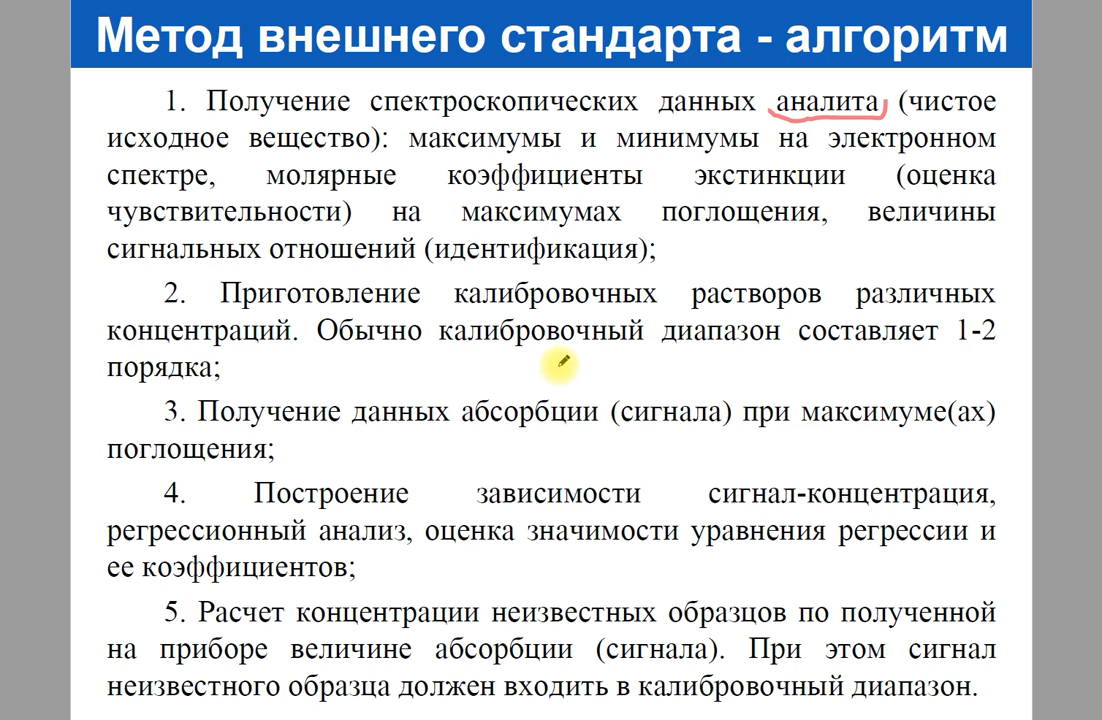 Метод внешнего стандарта - алгоритм
1. Получение спектроскопических данных аналита (чистое
исходное вещество): максимумы и минимумы на электронном
спектре, молярные коэффициенты экстинкции (оценка
чувствительности) на максимумах поглощения, величины
сигнальных отношений (идентификация);
2. Приготовление калибровочных растворов различных
концентраций. Обычно калибровочный диапазон составляет 1-2
порядка;
3. Получение данных абсорбции (сигнала) при максимуме(ах)
поглощения;
4. Построение зависимости сигнал-концентрация,
регрессионный анализ, оценка значимости уравнения регрессии и
ее коэффициентов;
5. Расчет концентрации неизвестных образцов по полученной
на приборе величине абсорбции (сигнала). При этом сигнал
неизвестного образца должен входить в калибровочный диапазон.